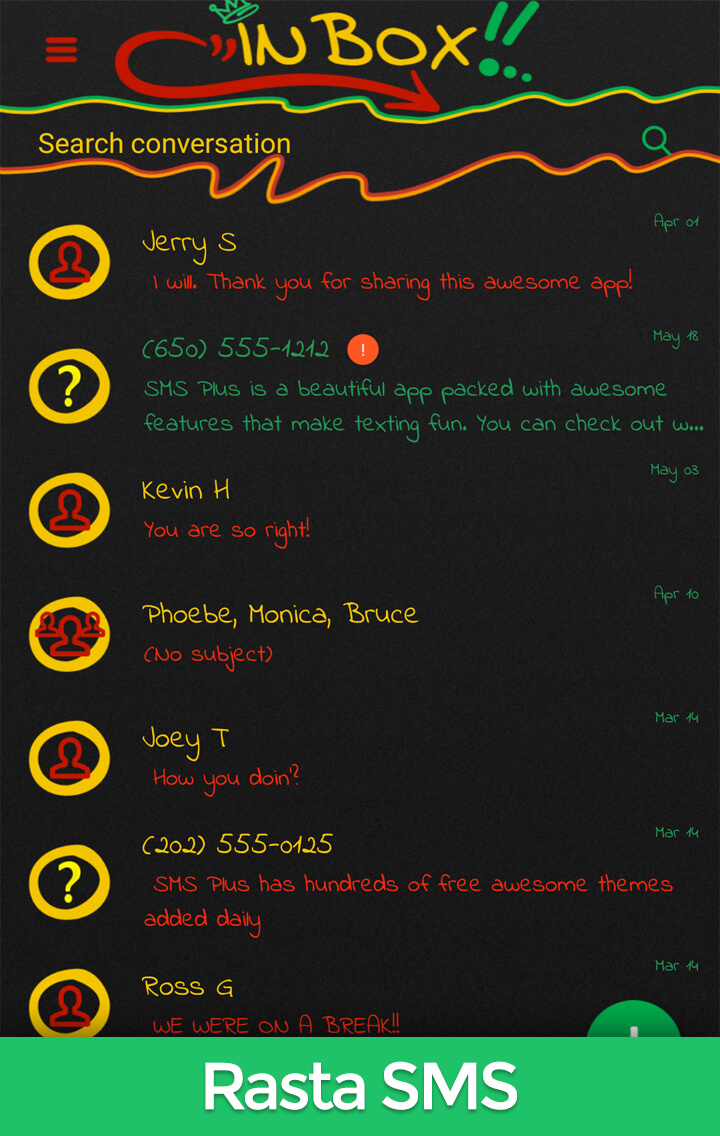 IN BOX!!
Search conversation
Apr 01
Jerry S
I will. Thank you for sharing this awesome app!
May 18
(650) 555-1212 !
SMS Plus is a beautiful app packed with awesome
features that make texting fun. You can check out w...
May 03
Kevin H
You are so right!
Apr 10
Phoebe, Monica, Bruce
(No subject)
Mar 14
Joey T
How you doin'?
Mar 14
(202) 555-0125
SMS Plus has hundreds of free awesome themes
added daily
Mar 14
Ross G
WE WERE ON A BREAK!!
Rasta SMS